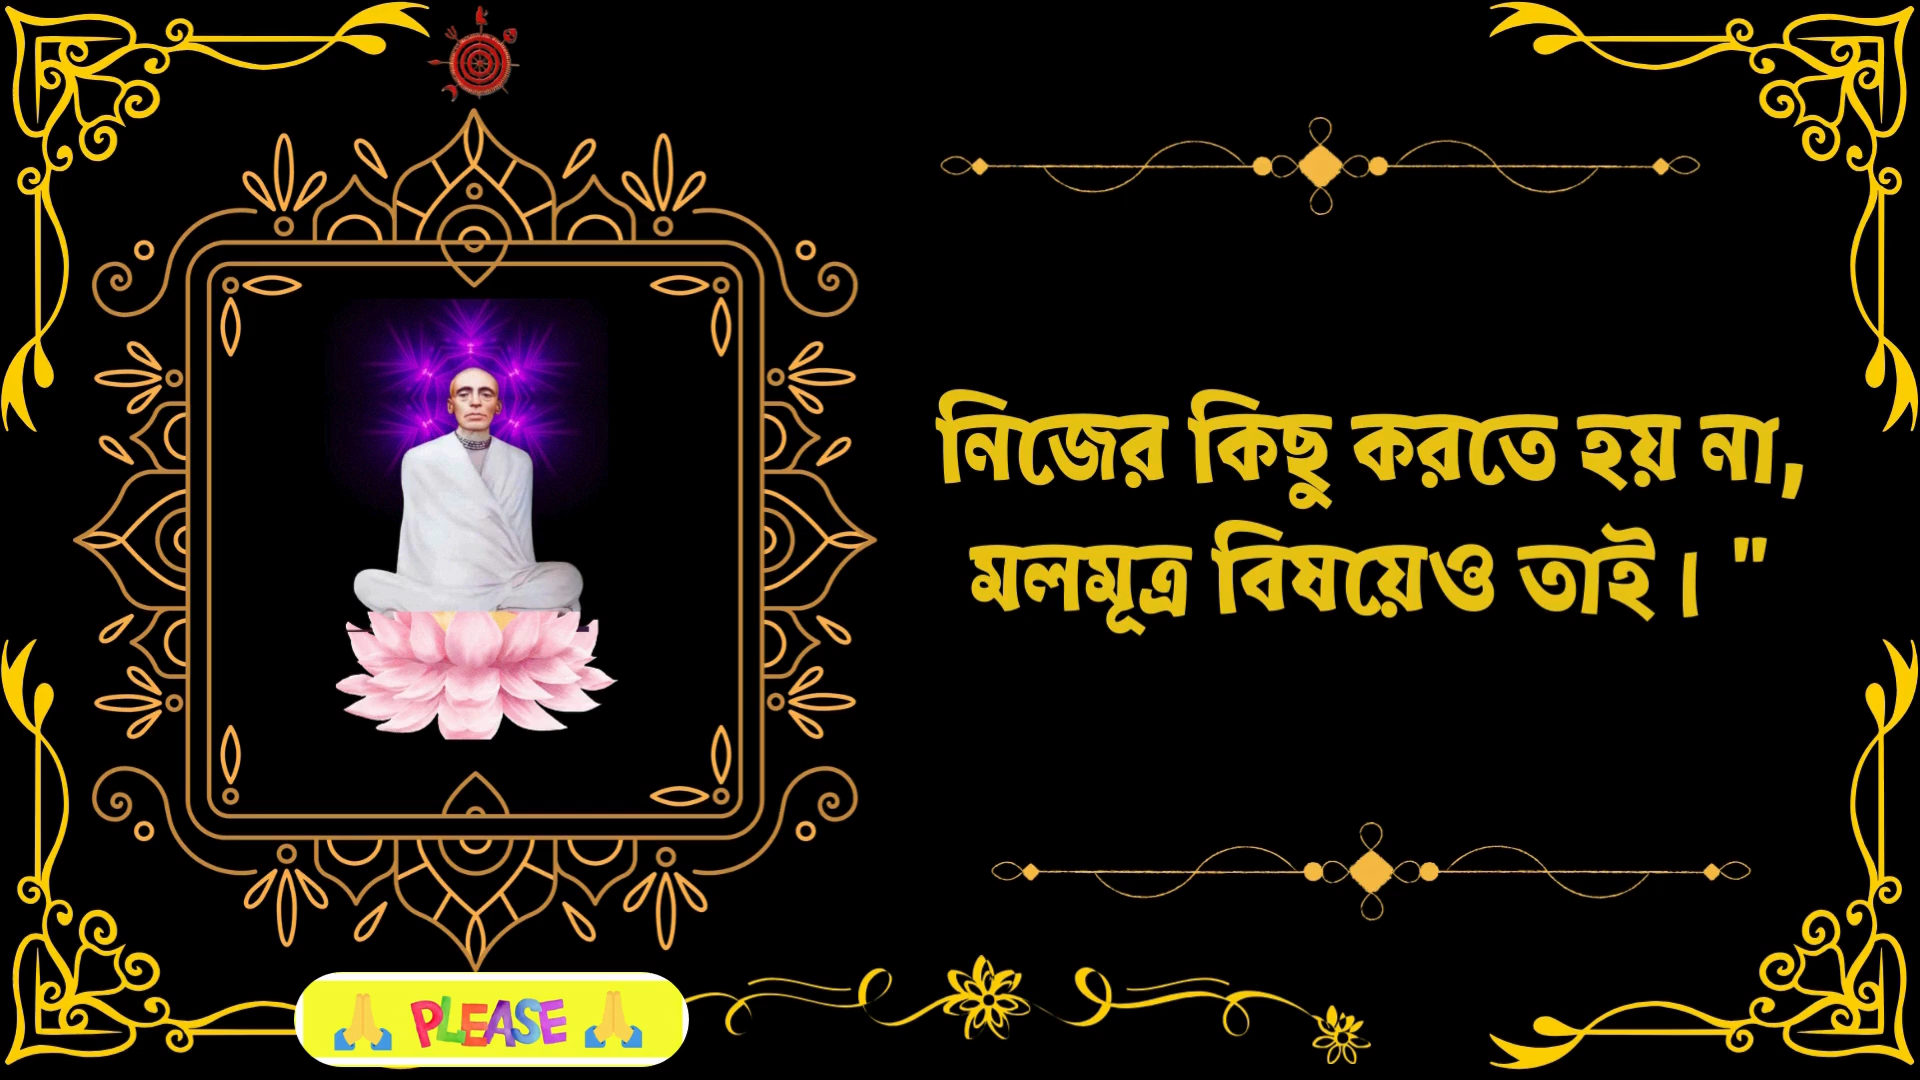 নিজের কিছু করতে হয় না,
মলমূত্র বিষয়েও তাই। "
PLEASE